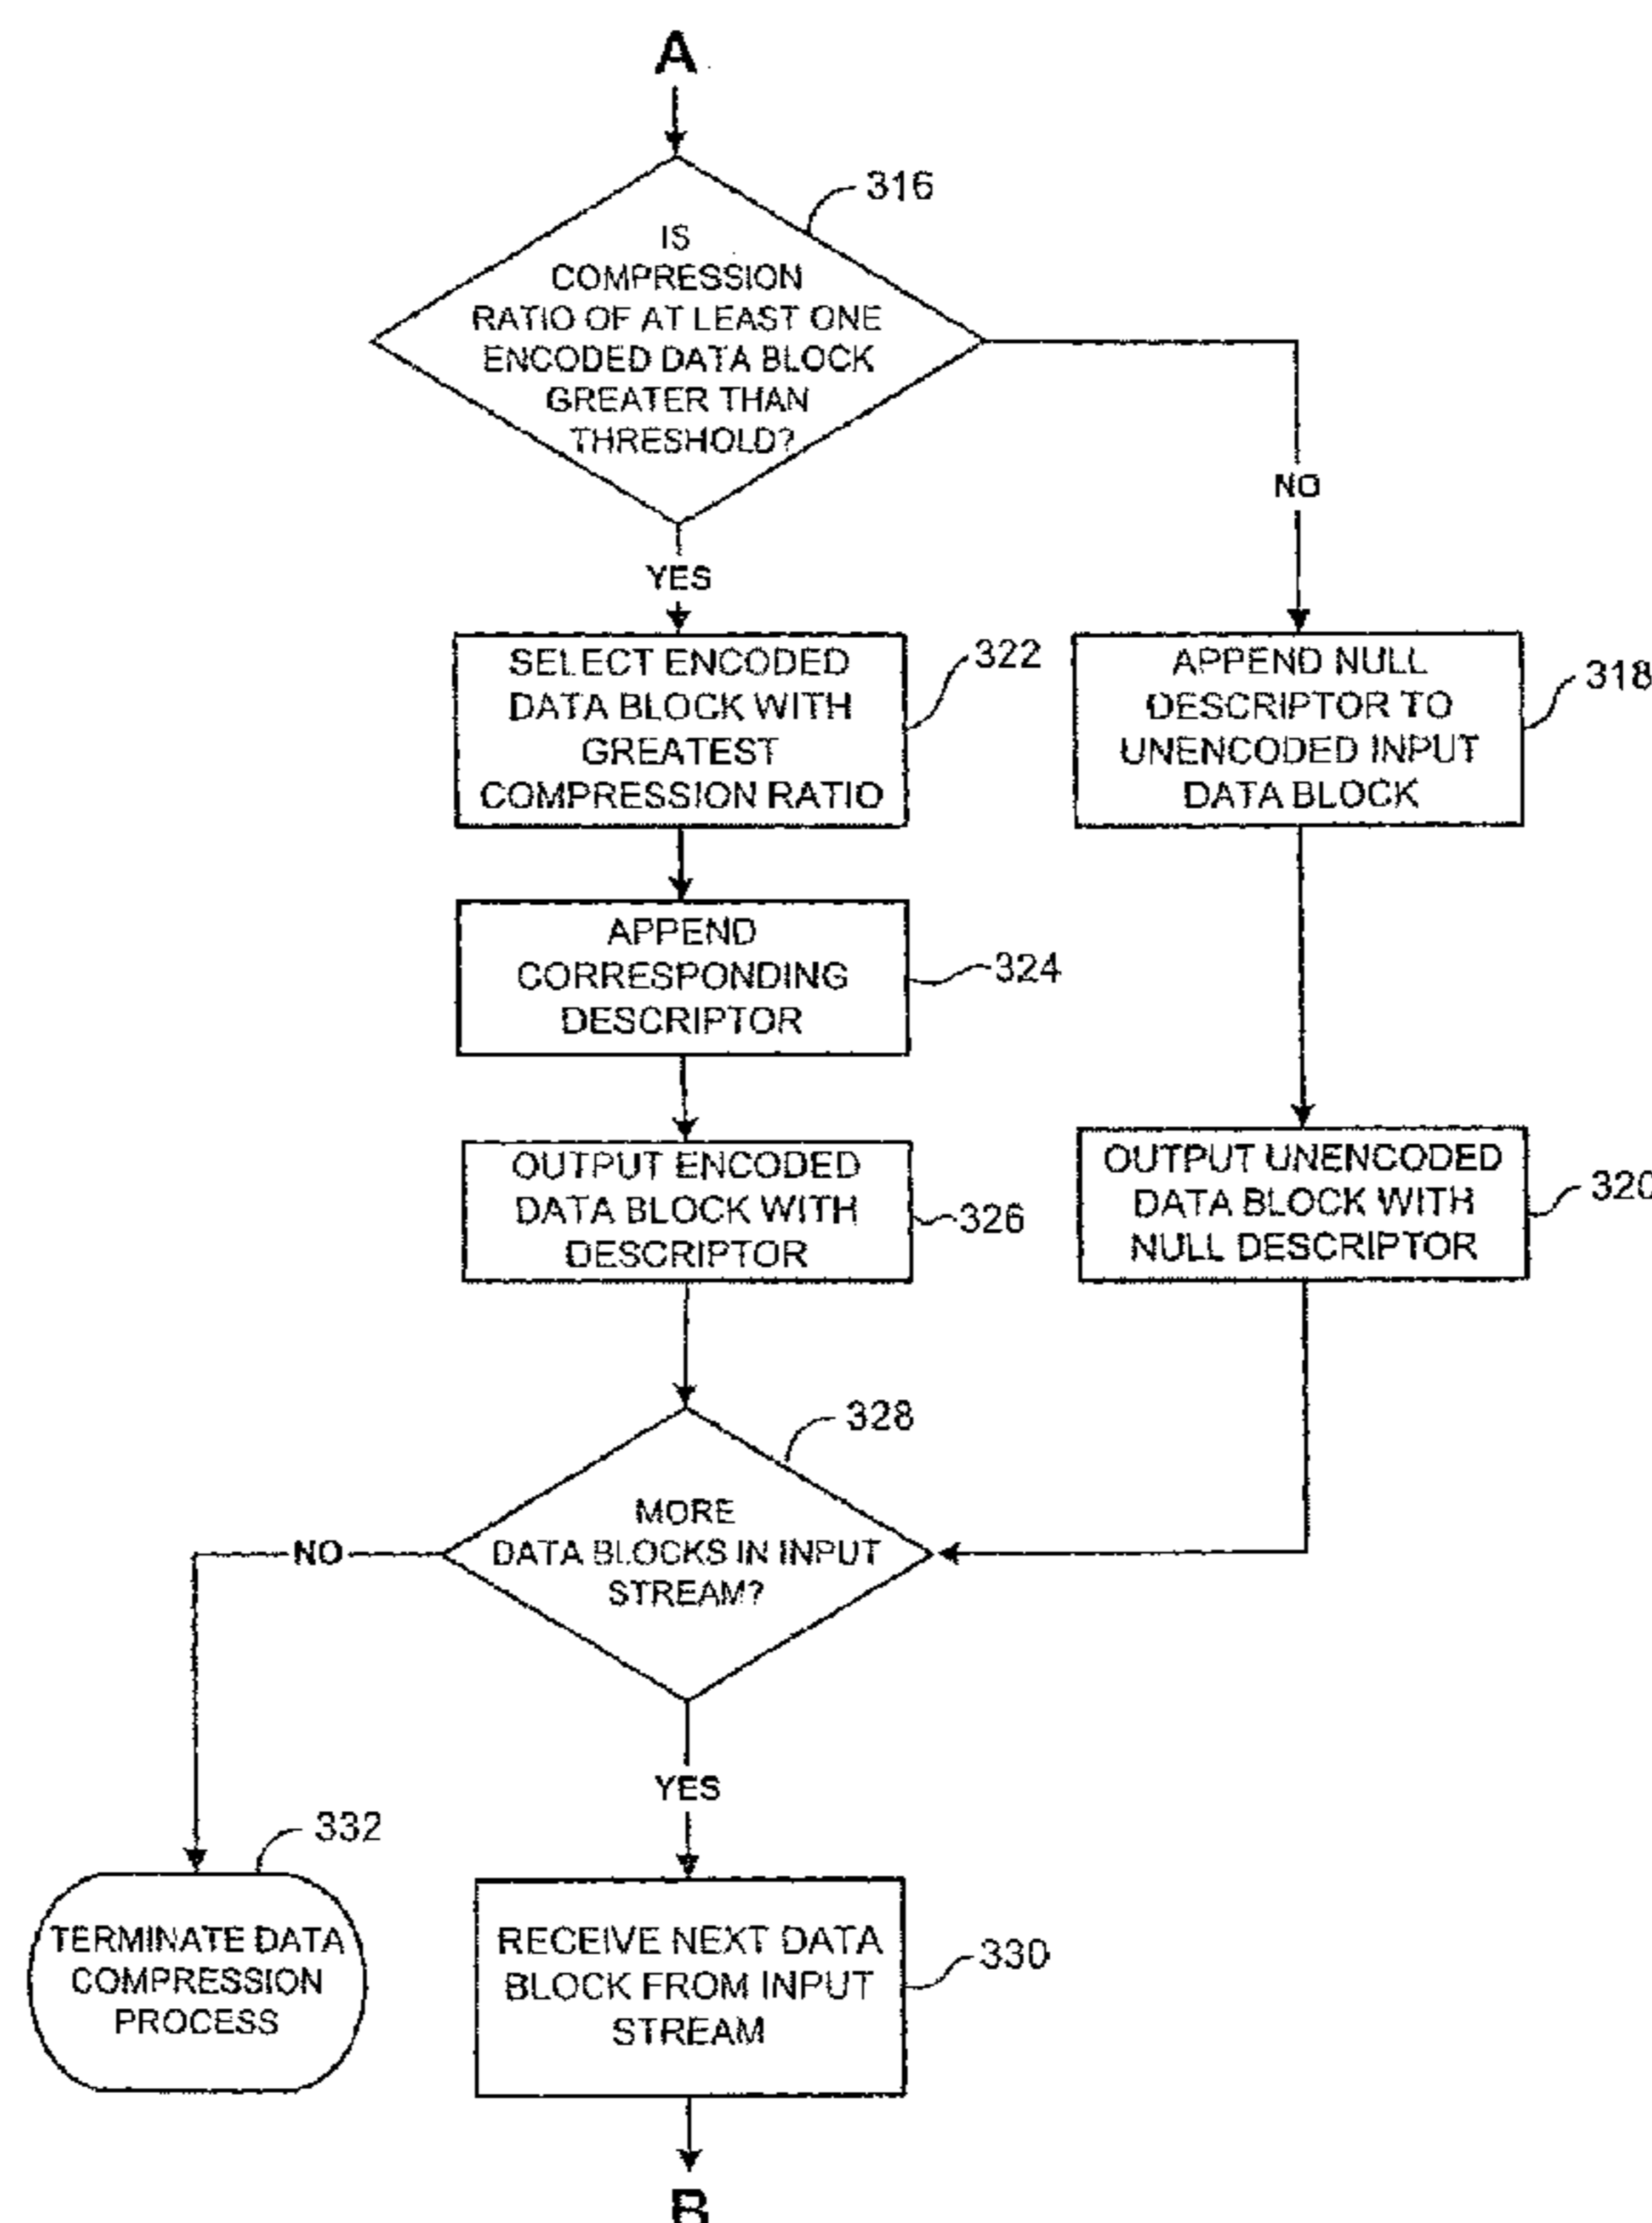 A
316
IS
COMPRESSION
RATIO OF AT LEAST ONE
ENCODED DATA BLOCK
GREATER THAN
THRESHOLD?
NO
YES
SELECT ENCODED
DATA BLOCK WITH
GREATEST
COMPRESSION RATIO
322
APPEND NULL
DESCRIPTOR TO
UNENCODED INPUT
DATA BLOCK
318
APPEND
CORRESPONDING
DESCRIPTOR
324
OUTPUT ENCODED
DATA BLOCK WITH
DESCRIPTOR
326
OUTPUT UNENCODED
DATA BLOCK WITH
NULL DESCRIPTOR
320
328
MORE
DATA BLOCKS IN INPUT
STREAM?
NO
YES
332
TERMINATE DATA
COMPRESSION
PROCESS
RECEIVE NEXT DATA
BLOCK FROM INPUT
STREAM
330
B